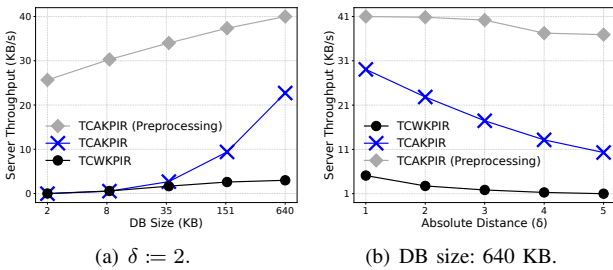 40
30
20
10
0
Server Throughput (KB/s)
TCAKPIR (Preprocessing)
TCAKPIR
TCWKPIR
2 8 35 151 640
DB Size (KB)
(a) δ := 2.
41
31
21
11
1
Server Throughput (KB/s)
TCWKPIR
TCAKPIR
TCAKPIR (Preprocessing)
1 2 3 4 5
Absolute Distance (δ)
(b) DB size: 640 KB.